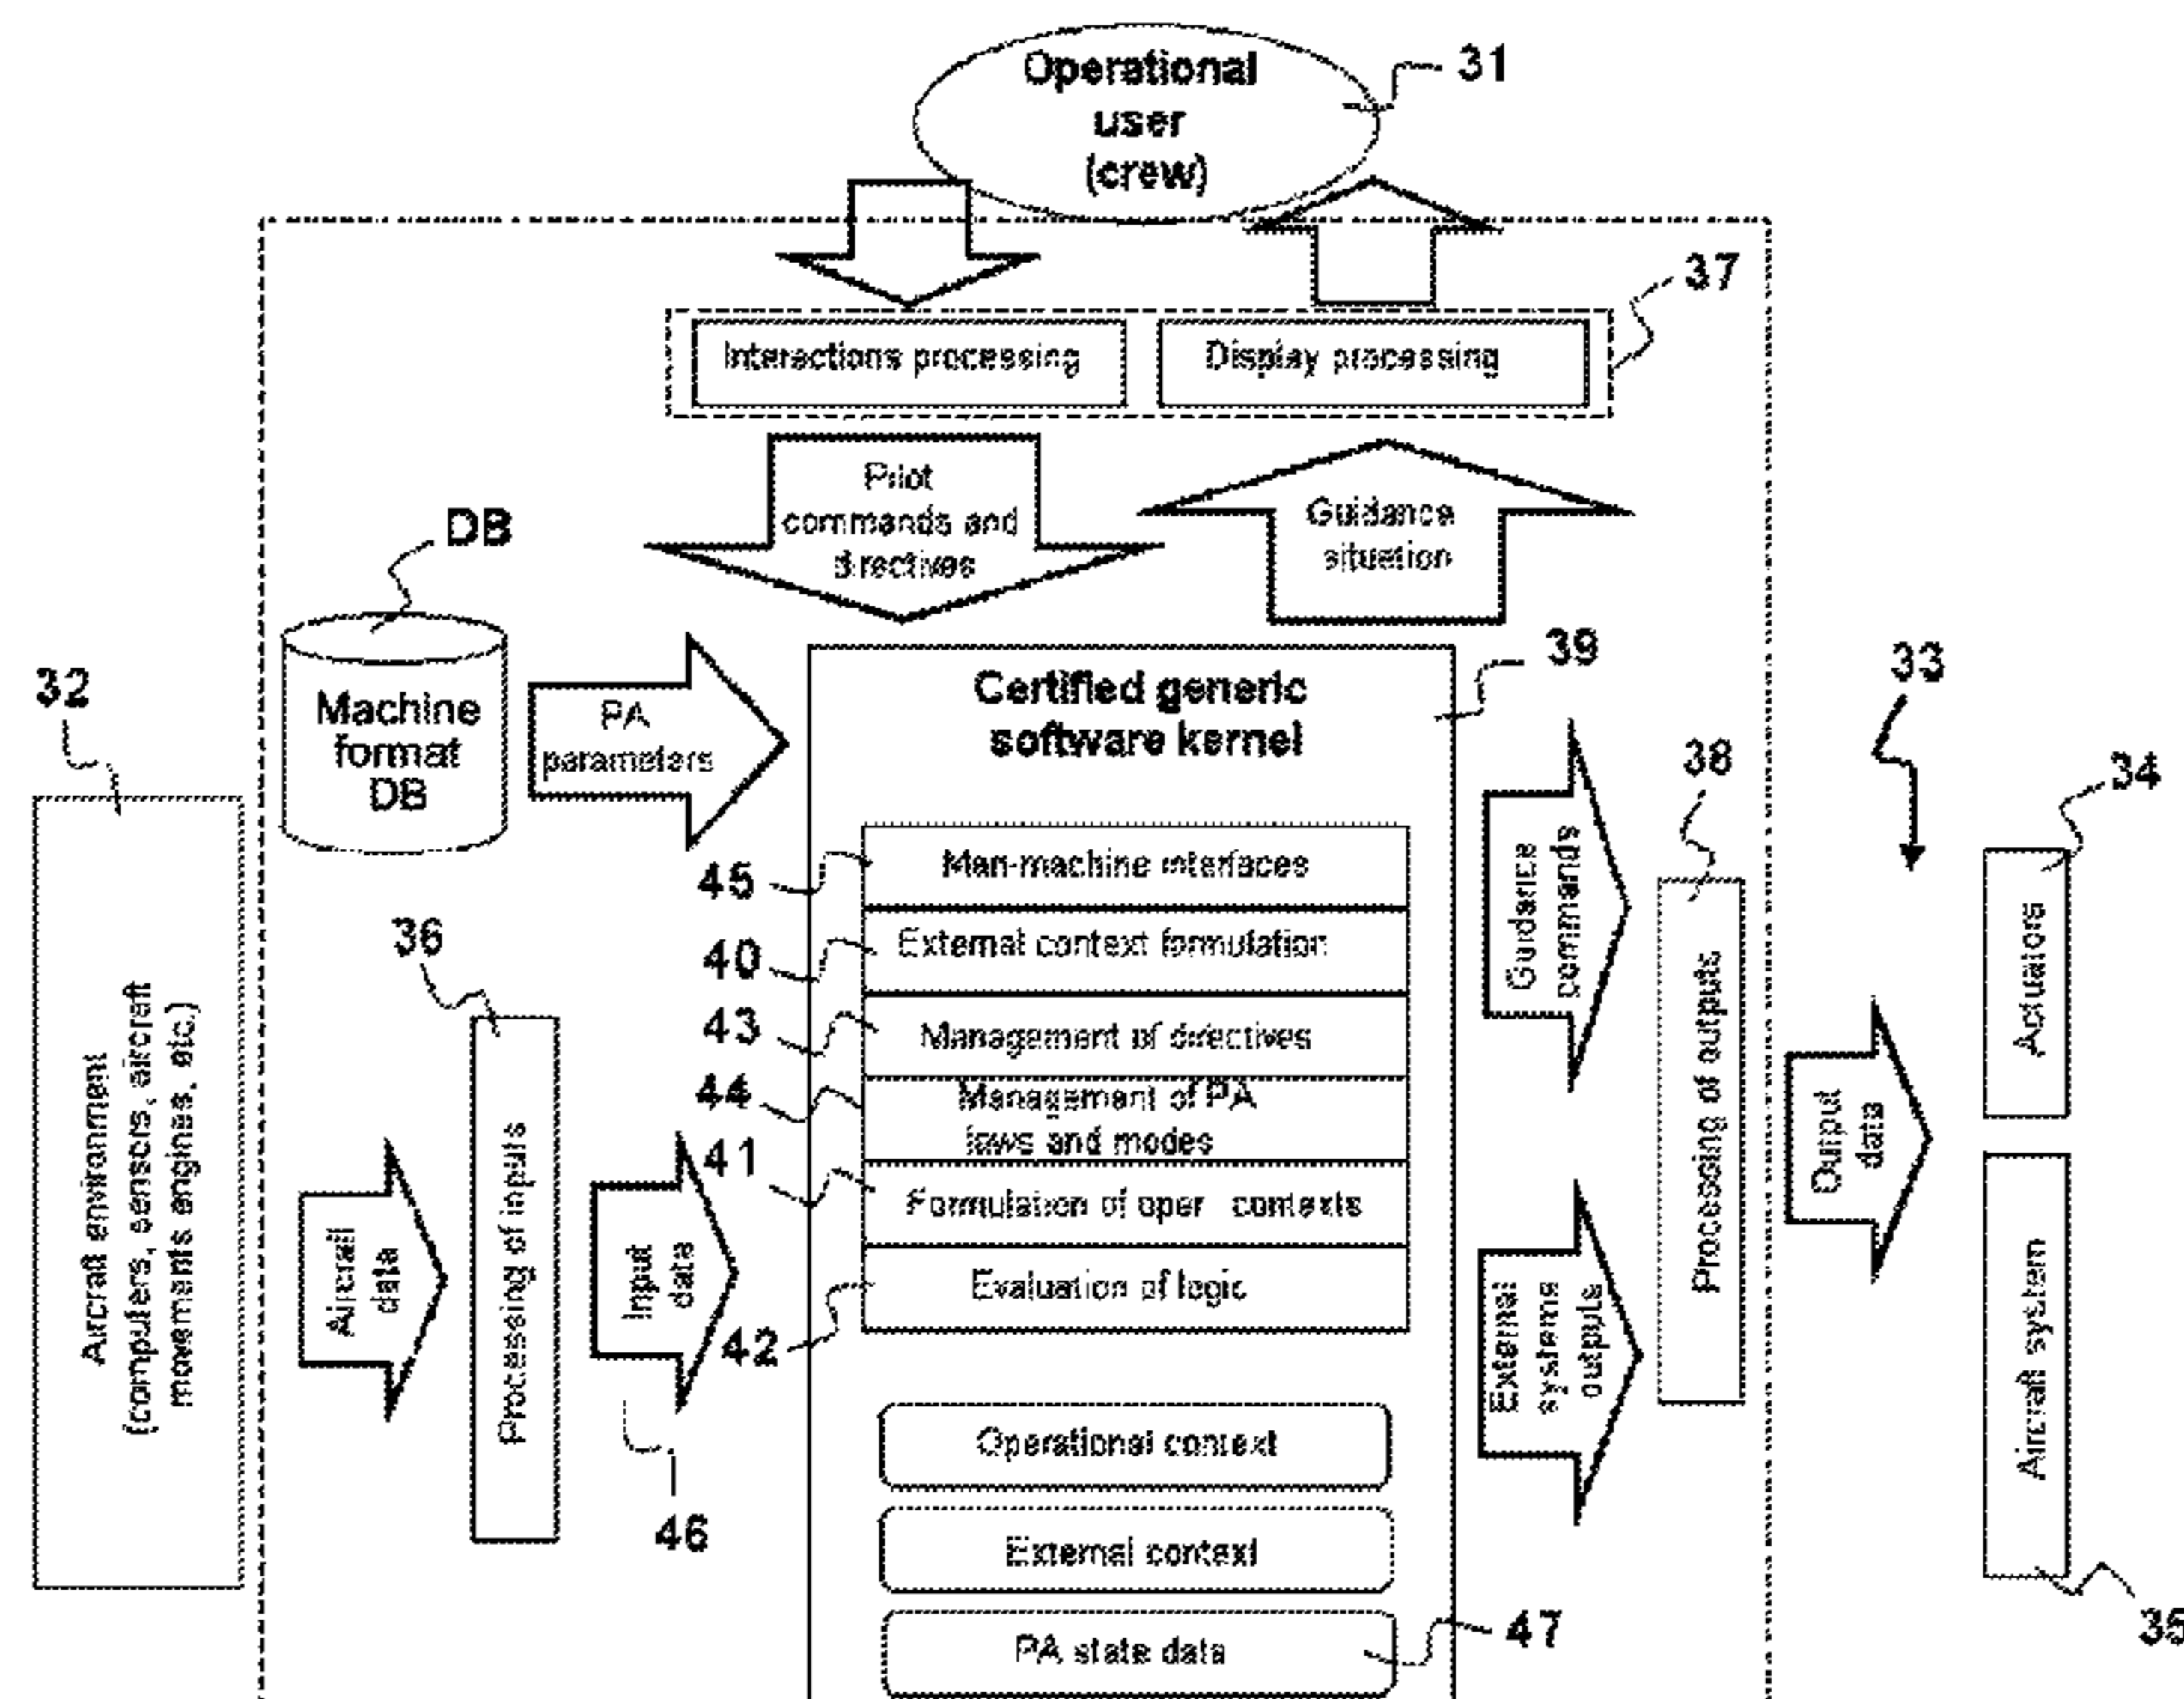 Operational
user
(crew)
31
37
Interactions processing
Display processing
Pilot
commands and
directives
Guidance
situation
DB
Machine
format
DB
PA
parameters
32
Aircraft environment
(computers, sensors, aircraft
movements engines, etc.)
39
Certified generic
software kernel
45
Man-machine interfaces
40
External context formulation
43
Management of directives
44
Management of PA
laws and modes
41
Formulation of oper contexts
42
Evaluation of logic
Operational context
External context
PA state data
47
36
Aircraft
data
Processing of inputs
Input
data
46
Guidance
commands
External
systems
outputs
38
Processing of outputs
33
Output
data
34
Actuators
Aircraft system
35